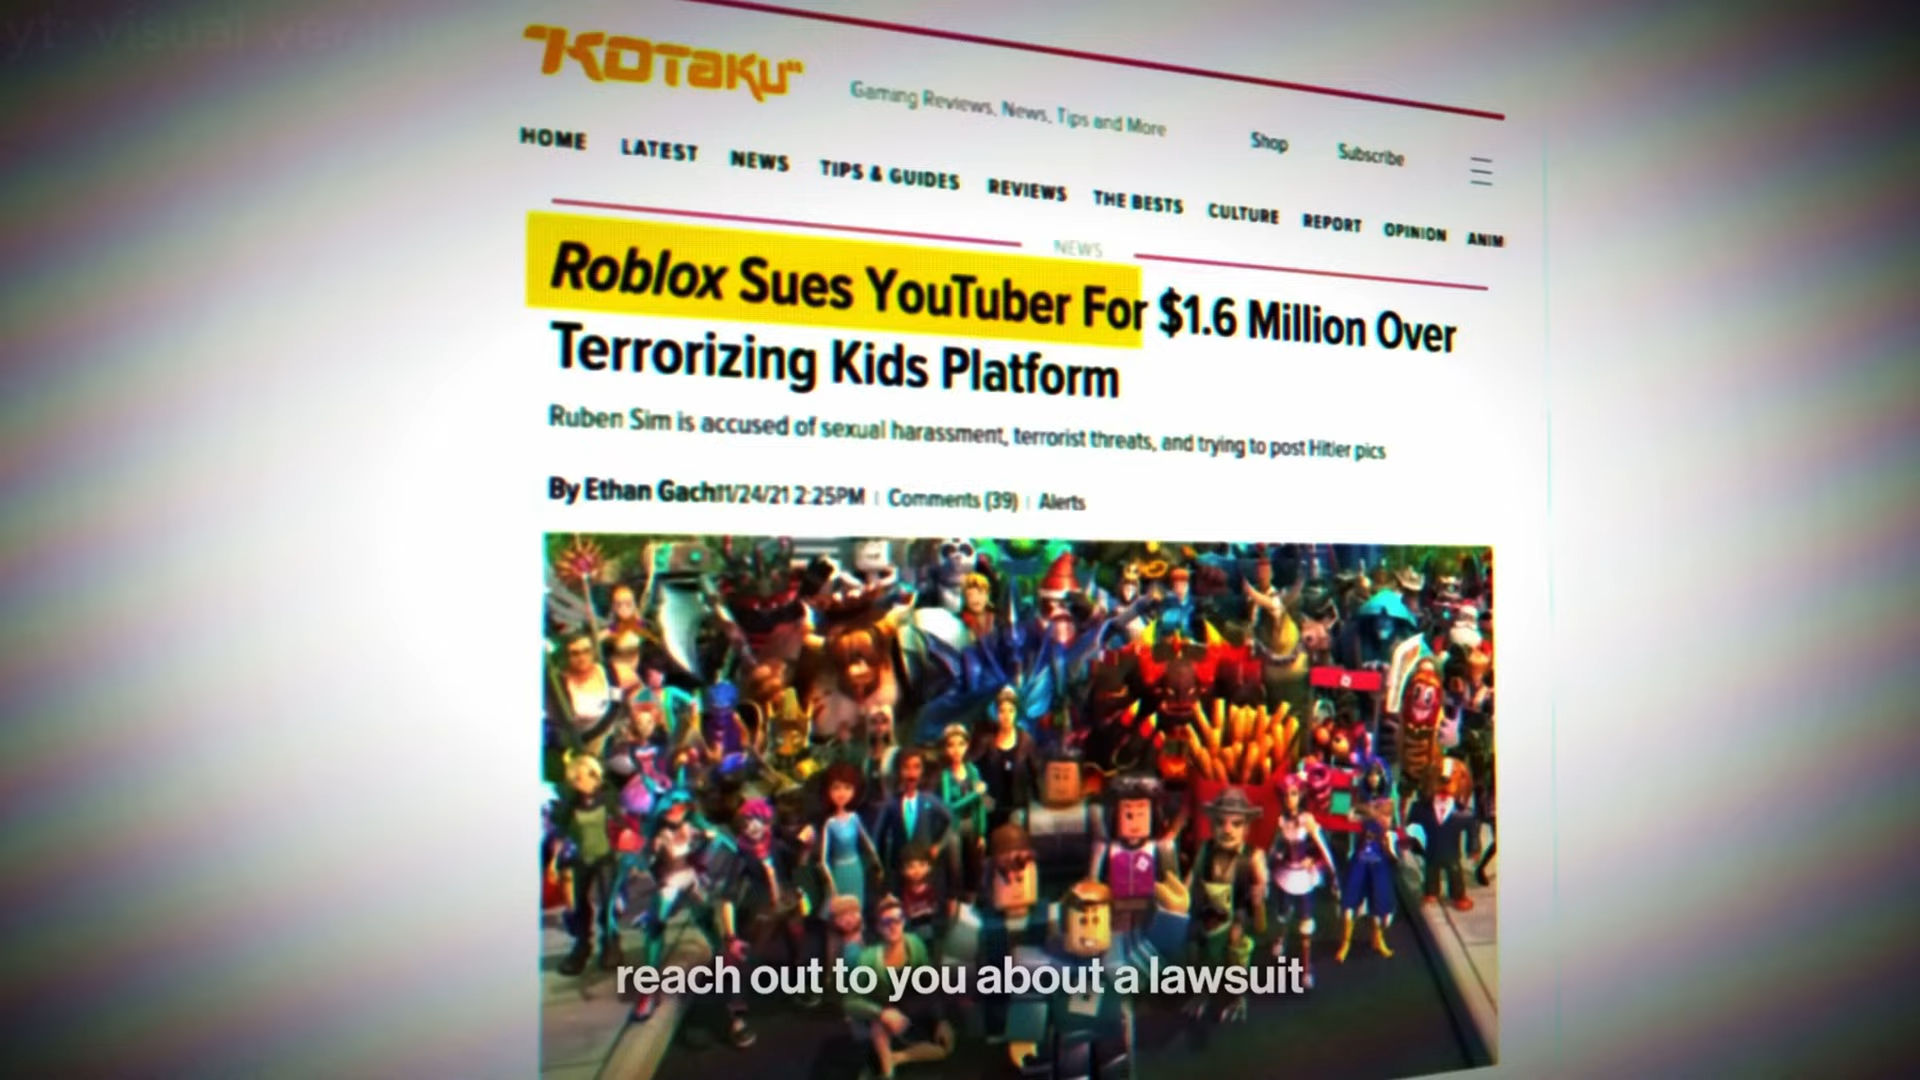 "KOTaKU"
Gaming Reviews, News, Tips and More
Shop
Subscribe
HOME LATEST NEWS TIPS & GUIDES REVIEWS THE BESTS CULTURE REPORT OPINION ANIM
NEWS
Roblox Sues YouTuber For $1.6 Million Over
Terrorizing Kids Platform
Ruben Sim is accused of sexual harassment, terrorist threats, and trying to post Hitler pics
By Ethan Gach11/24/21 2:25PM | Comments (39) | Alerts
reach out to you about a lawsuit